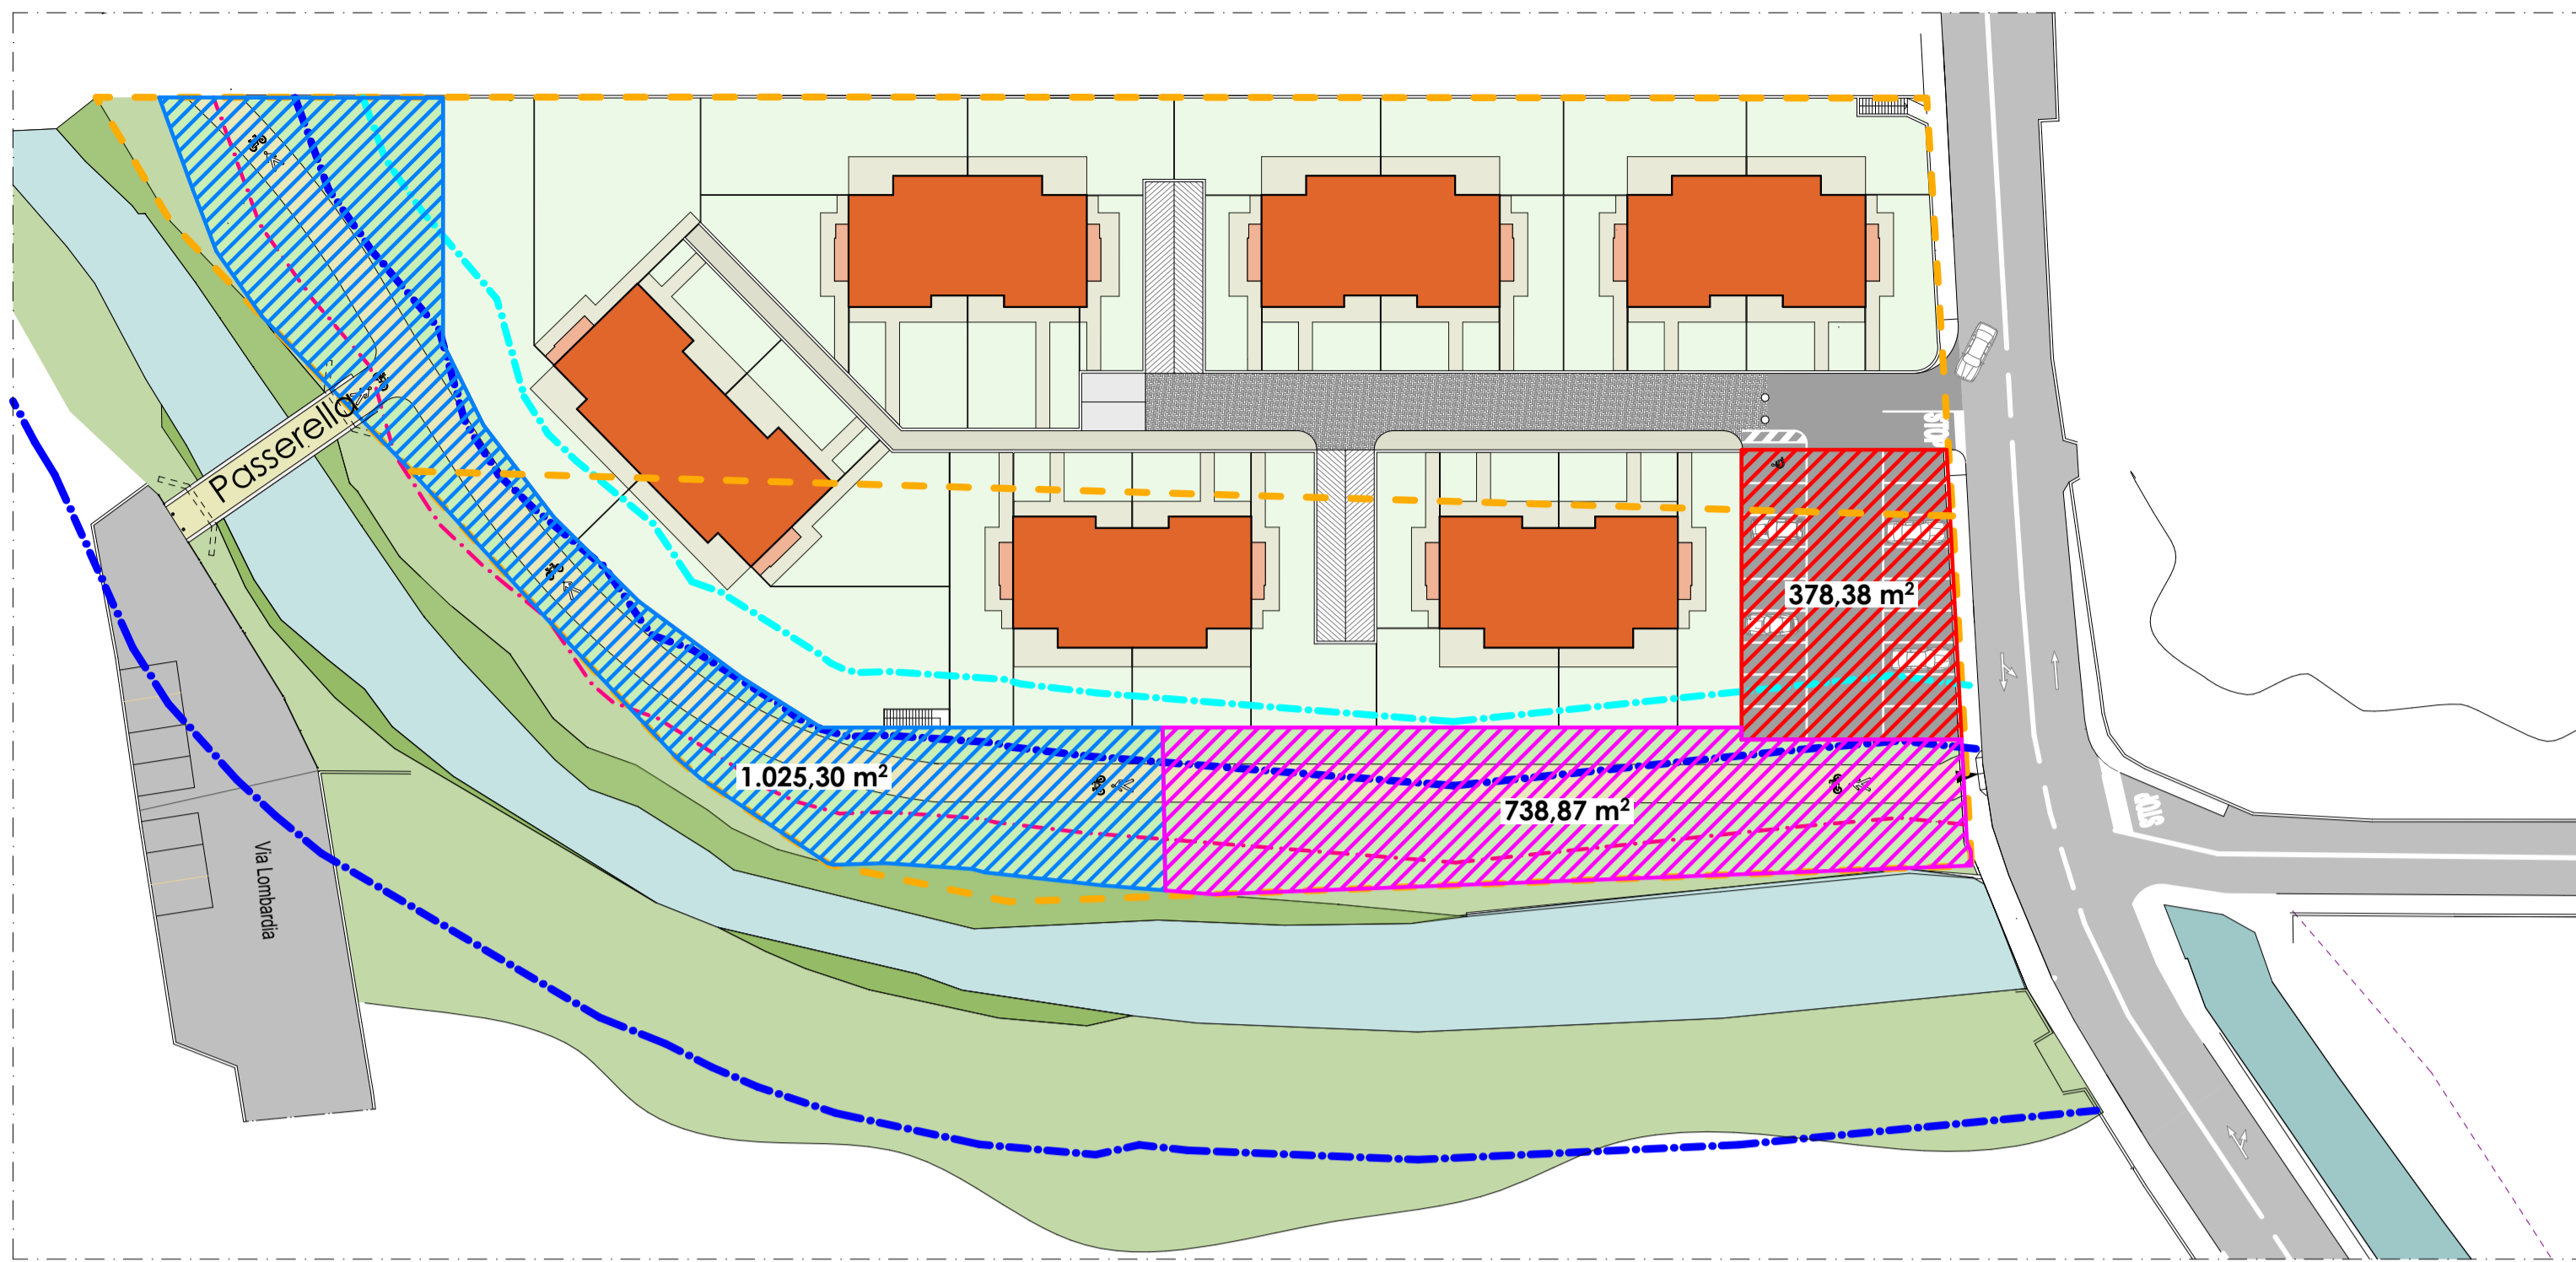 STOP
Passerella
378,38 m²
1.025,30 m²
738,87 m²
STOP
Via Lombardia